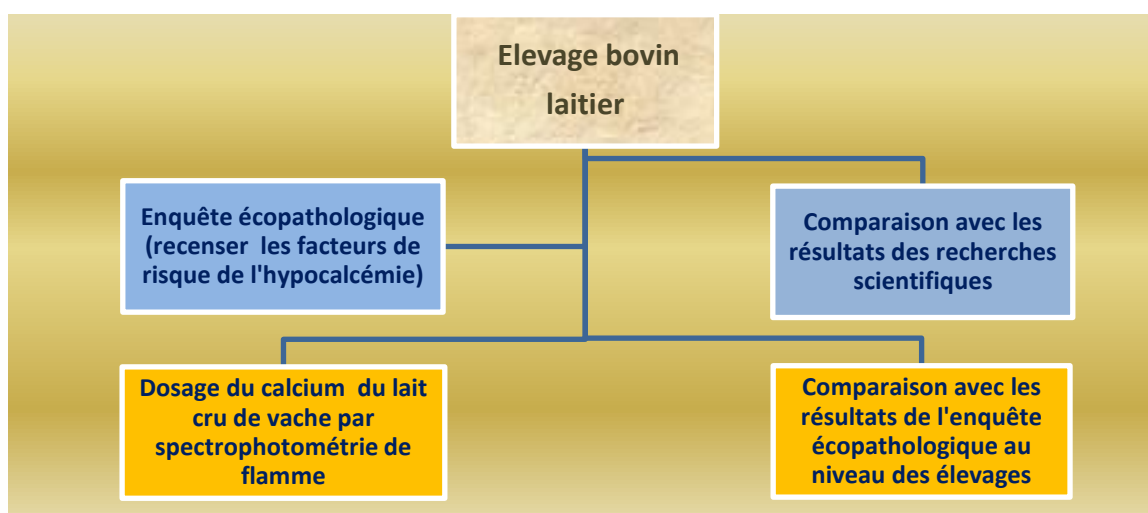 Elevage bovin
laitier
Enquête écopathologique
(recenser les facteurs de
risque de l'hypocalcémie)
Comparaison avec les
résultats des recherches
scientifiques
Dosage du calcium du lait
cru de vache par
spectrophotométrie de
flamme
Comparaison avec les
résultats de l'enquête
écopathologique au
niveau des élevages